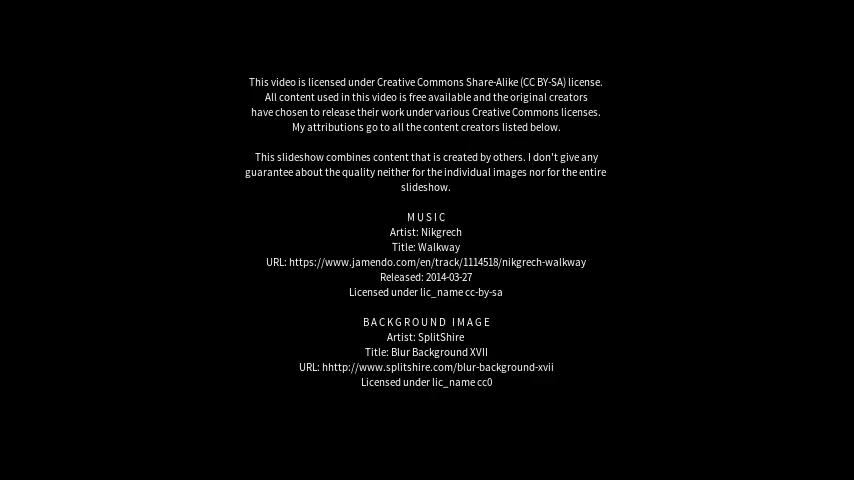 This video is licensed under Creative Commons Share-Alike (CC BY-SA) license.
All content used in this video is free available and the original creators
have chosen to release their work under various Creative Commons licenses.
My attributions go to all the content creators listed below.
This slideshow combines content that is created by others. I don't give any
guarantee about the quality neither for the individual images nor for the entire
slideshow.
MUSIC
Artist: Nikgrech
Title: Walkway
URL: https://www.jamendo.com/en/track/1114518/nikgrech-walkway
Released: 2014-03-27
Licensed under lic_name cc-by-sa
BACKGROUND IMAGE
Artist: SplitShire
Title: Blur Background XVII
URL: hhttp://www.splitshire.com/blur-background-xvii
Licensed under lic_name cc0